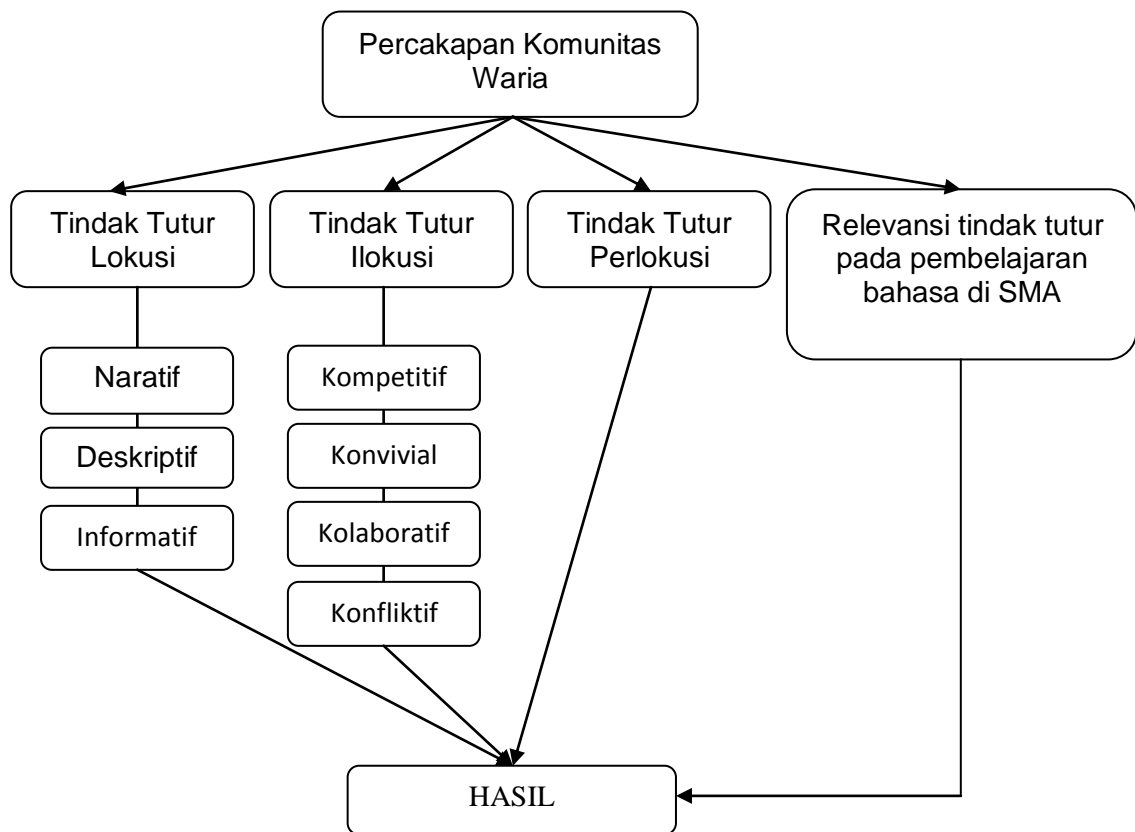 Percakapan Komunitas
Waria
Tindak Tutur
Lokusi
Tindak Tutur
Ilokusi
Tindak Tutur
Perlokusi
Relevansi tindak tutur
pada pembelajaran
bahasa di SMA
Naratif
Deskriptif
Informatif
Kompetitif
Konvivial
Kolaboratif
Konfliktif
HASIL